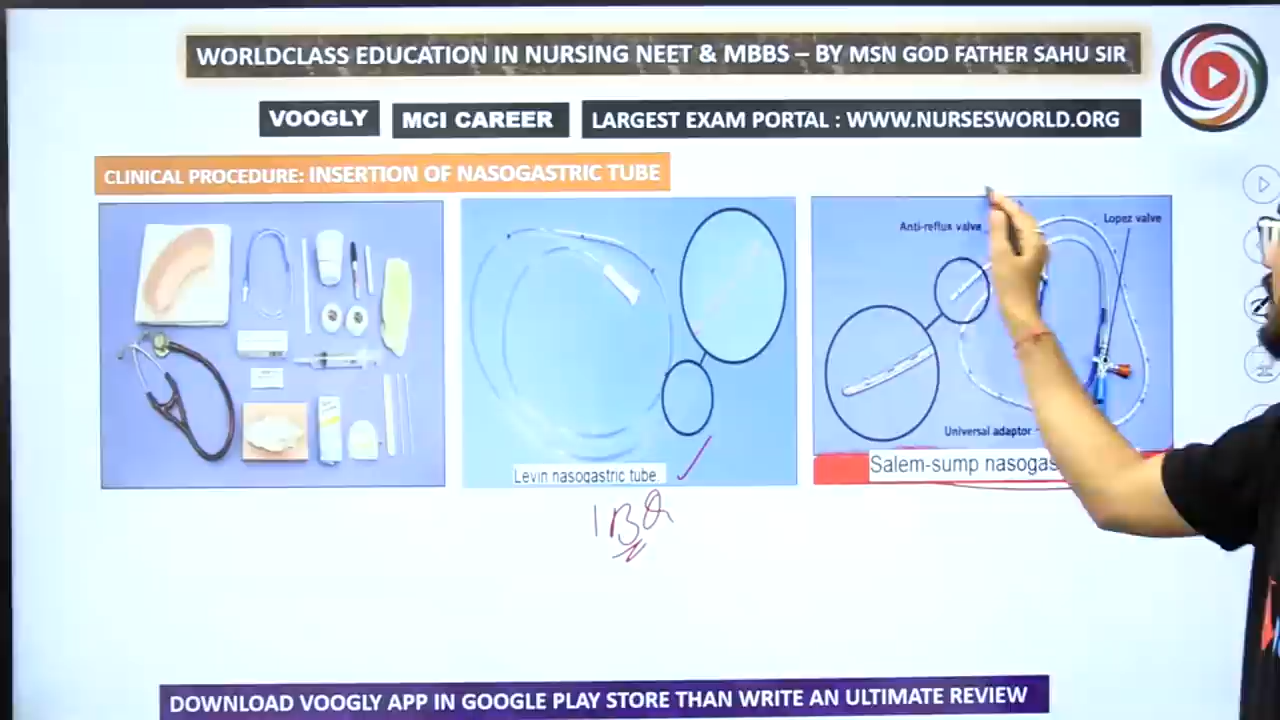 WORLDCLASS EDUCATION IN NURSING NEET & MBBS – BY MSN GOD FATHER SAHU SIR
VOOGLY
MCI CAREER
LARGEST EXAM PORTAL : WWW.NURSESWORLD.ORG
CLINICAL PROCEDURE: INSERTION OF NASOGASTRIC TUBE
Anti-reflus valve
Lopez valve
Universal adaptor
Levin nasogastric tube.
Salem-sump
IBQ
DOWNLOAD VOOGLY APP IN GOOGLE PLAY STORE THAN WRITE AN ULTIMATE REVIEW